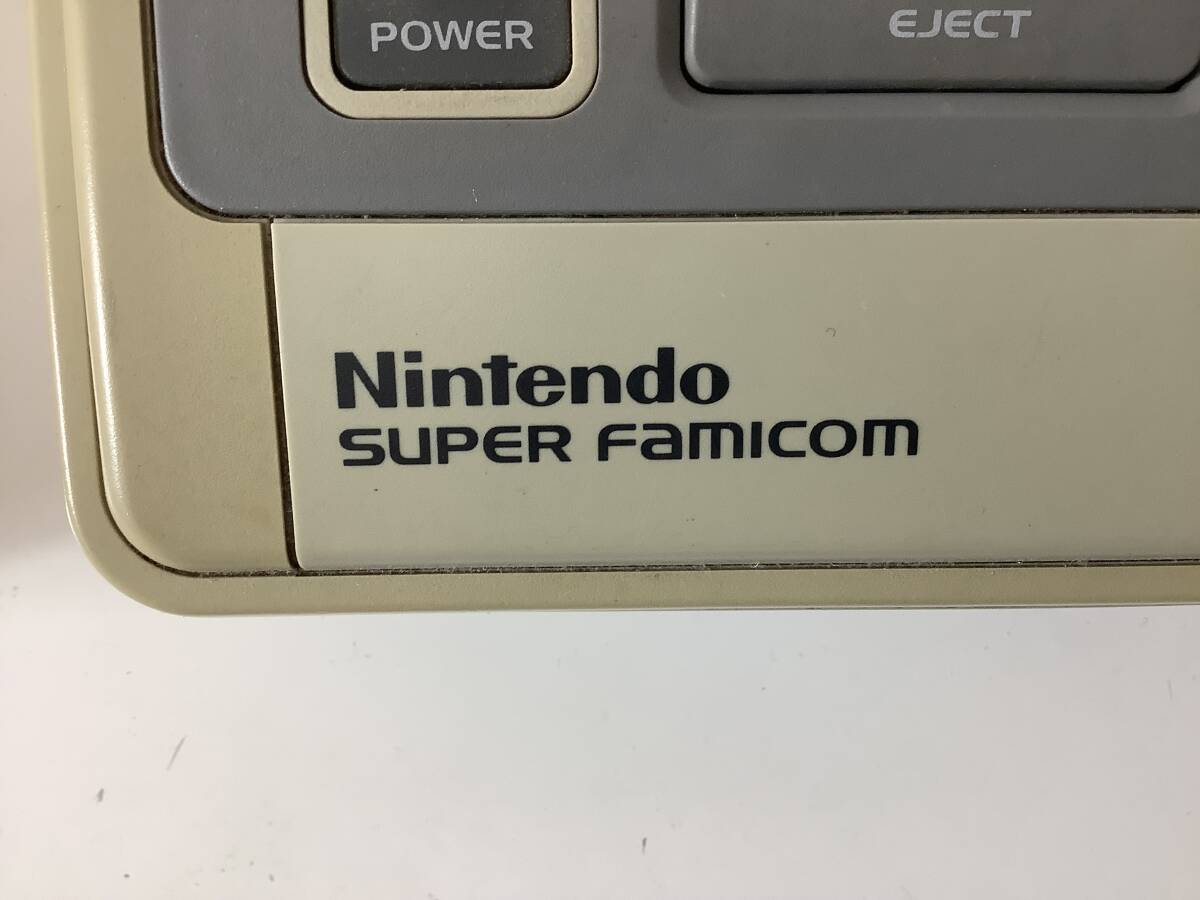 POWER
EJECT
Nintendo
SUPER Famicom